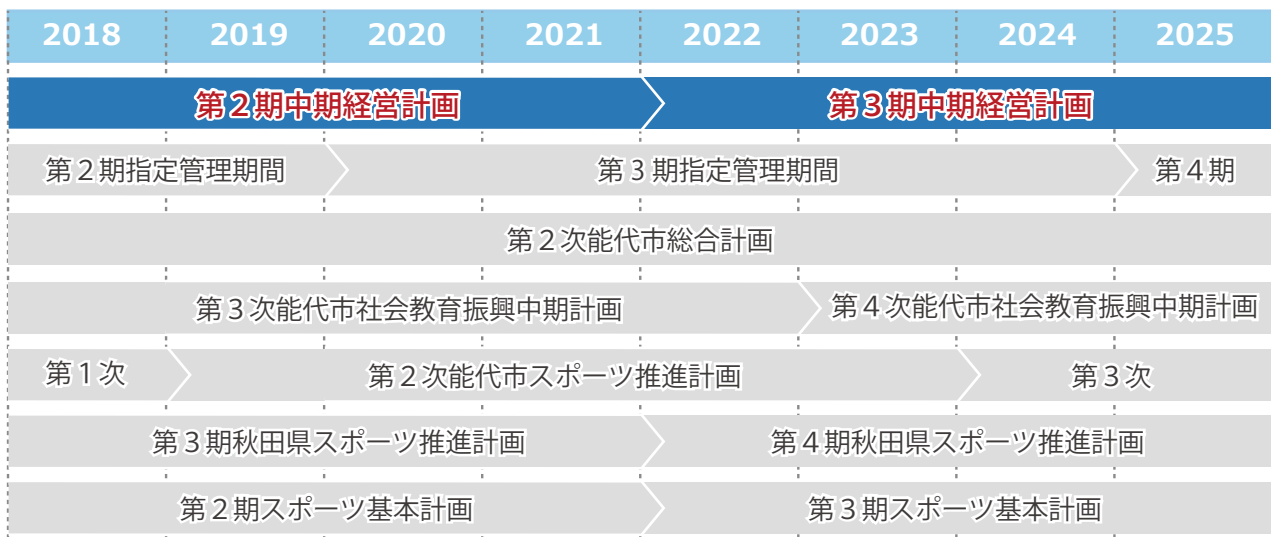 2018 2019 2020 2021 2022 2023 2024 2025
第２期中期経営計画 第３期中期経営計画
第２期指定管理期間 第３期指定管理期間 第４期
第２次能代市総合計画
第３次能代市社会教育振興中期計画 第４次能代市社会教育振興中期計画
第１次 第２次能代市スポーツ推進計画 第３次
第３期秋田県スポーツ推進計画 第４期秋田県スポーツ推進計画
第２期スポーツ基本計画 第３期スポーツ基本計画